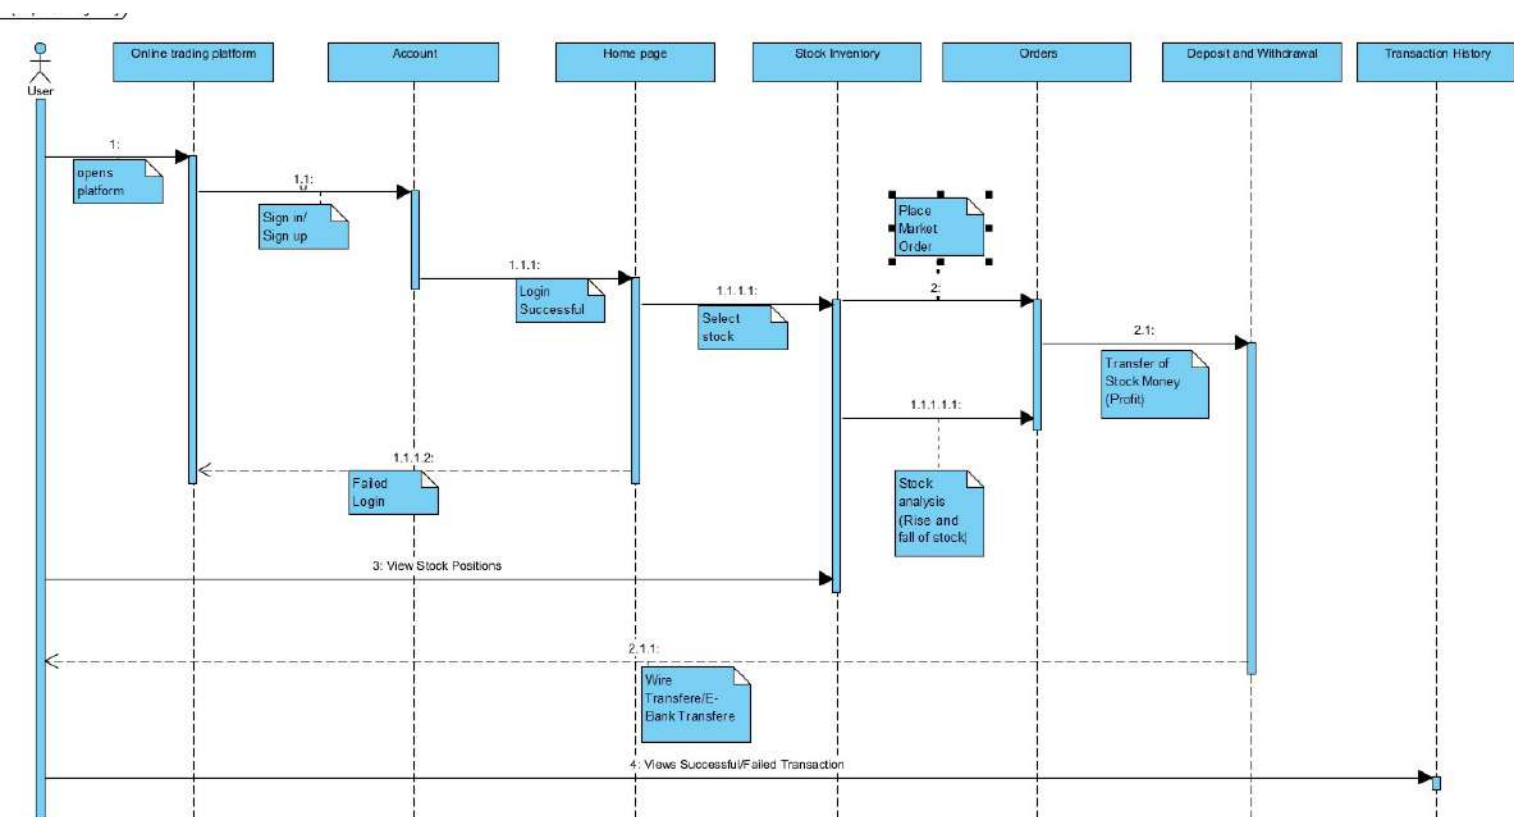 Online trading platform
Account
Home page
Stock Inventory
Orders
Deposit and Withdrawal
Transaction History
User
1:
opens
platform
1.1:
Sign in/
Sign up
Place
Market
Order
1.1.1:
Login
Successful
1.1.1.1:
Select
stock
2:
2.1:
Transfer of
Stock Money
(Profit)
1.1.1.1.1:
1.1.1.2:
Failed
Login
Stock
analysis
(Rise and
fall of stock|
3: View Stock Positions
2.1.1:
Wire
Transfere/E-
Bank Transfere
4: Views Successful/Failed Transaction